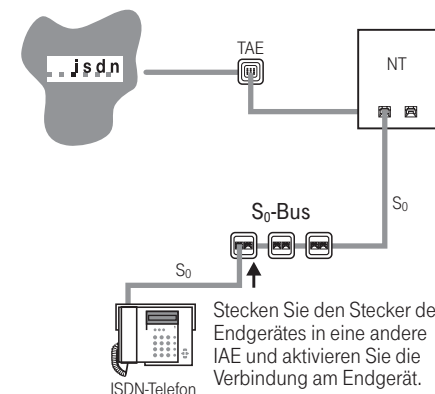 TAE
jsdn
NT
S₀
S₀-Bus
S₀
Stecken Sie den Stecker de
Endgerätes in eine andere
IAE und aktivieren Sie die
Verbindung am Endgerät.
ISDN-Telefon